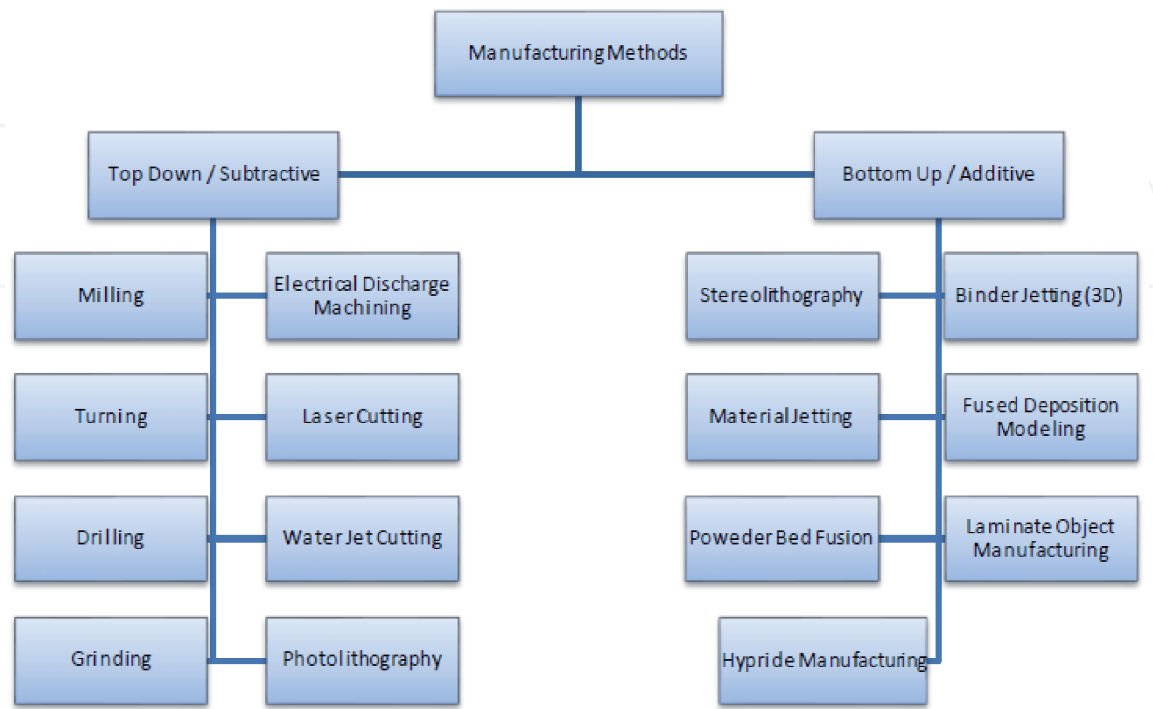 Manufacturing Methods
Top Down / Subtractive
Bottom Up / Additive
Milling
Electrical Discharge
Machining
Stereolithography
Binder Jetting (3D)
Turning
Laser Cutting
Material Jetting
Fused Deposition
Modeling
Drilling
Water Jet Cutting
Poweder Bed Fusion
Laminate Object
Manufacturing
Grinding
Photolithography
Hypride Manufacturing